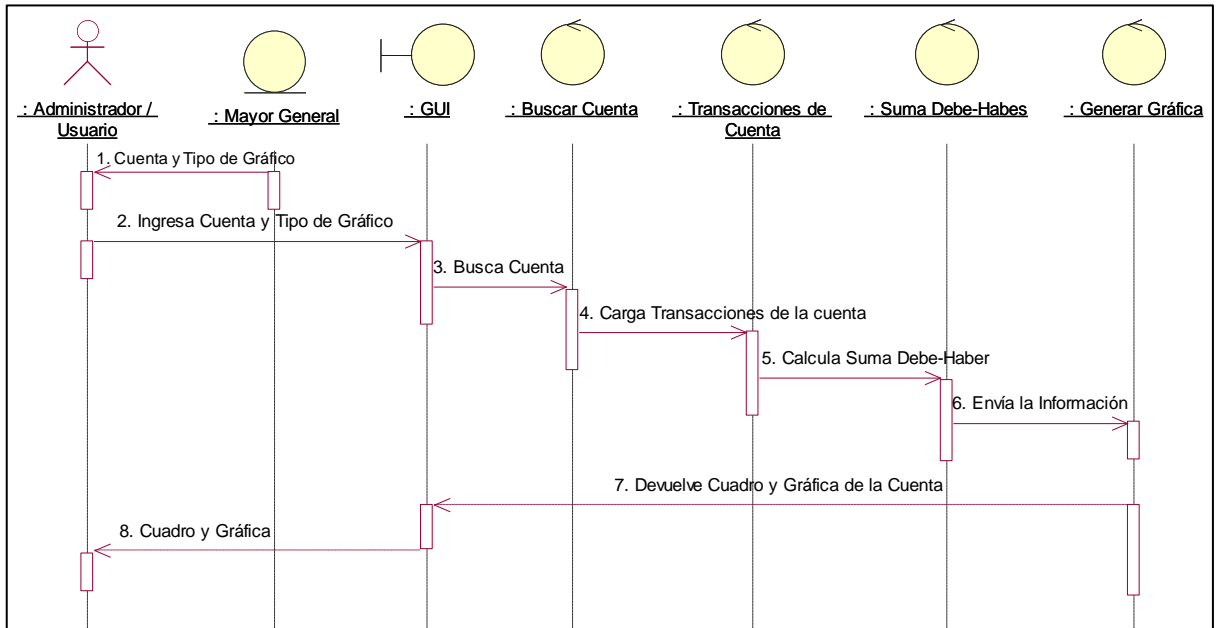 : Administrador /
Usuario
: Mayor General
: GUI
: Buscar Cuenta
: Transacciones de
Cuenta
: Suma Debe-Habes
: Generar Gráfica
1. Cuenta y Tipo de Gráfico
2. Ingresa Cuenta y Tipo de Gráfico
3. Busca Cuenta
4. Carga Transacciones de la cuenta
5. Calcula Suma Debe-Haber
6. Envía la Información
7. Devuelve Cuadro y Gráfica de la Cuenta
8. Cuadro y Gráfica